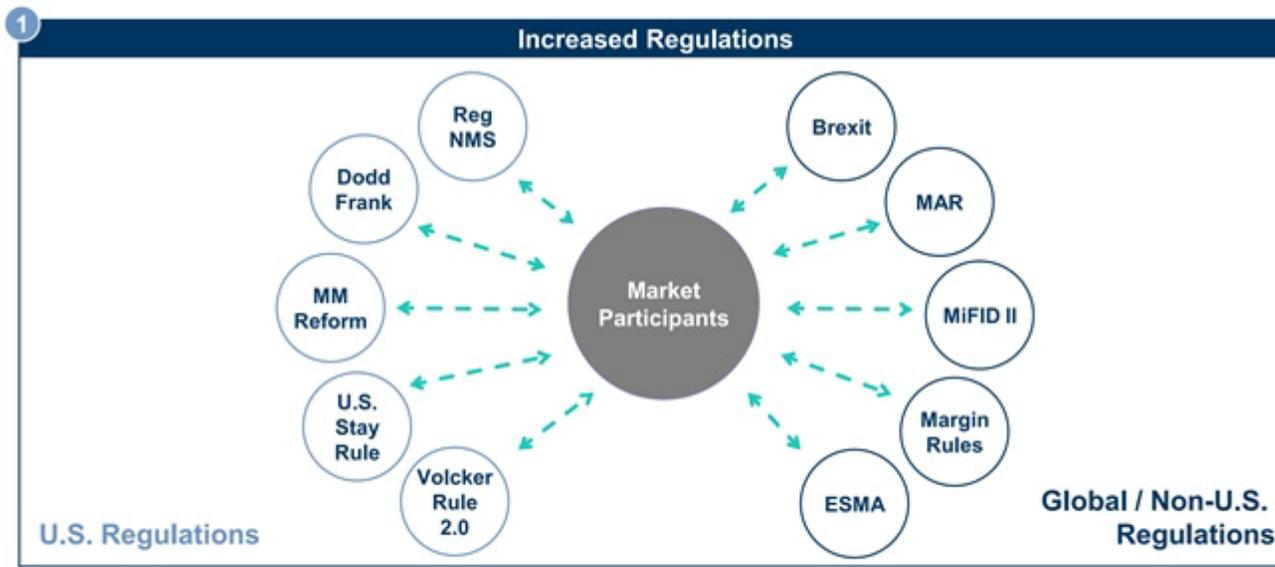 1
Increased Regulations
Reg
NMS
Dodd
Frank
MM
Reform
U.S.
Stay
Rule
Volcker
Rule
2.0
U.S. Regulations
Market
Participants
Brexit
MAR
MiFID II
Margin
Rules
ESMA
Global / Non-U.S.
Regulations